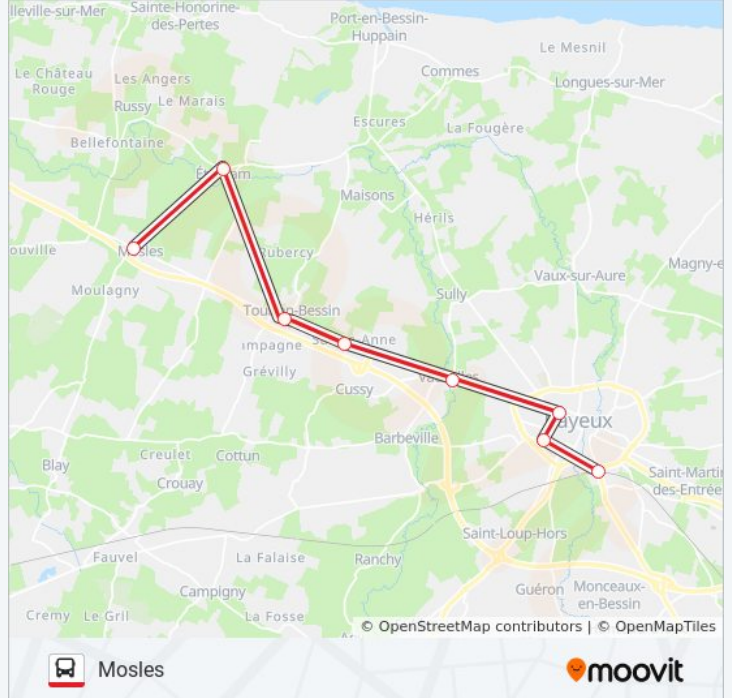 lleville-sur-Mer
Sainte-Honorine-
des-Pertes
Port-en-Bessin-
Huppain
Le Mesnil
Le Château
Rouge
Les Angers
Commes
Longues-sur-Mer
Russy
Le Marais
Escures
La Fougère
Bellefontaine
Maisons
Hérils
ouville
Vaux-sur-Aure
Magny-e
Moulagny
Sully
Grévilly
Cussy
ayeux
Barbeville
Blay
Creulet
Cottun
Crouay
Saint-Martin
des-Entrée
Saint-Loup-Hors
Fauvel
La Falaise
Ranchy
Campigny
Guéron
Monceaux-
en-Bessin
Cremy
Le Gril
La Fosse
© OpenStreetMap contributors | © OpenMapTiles
Mosles
moovit